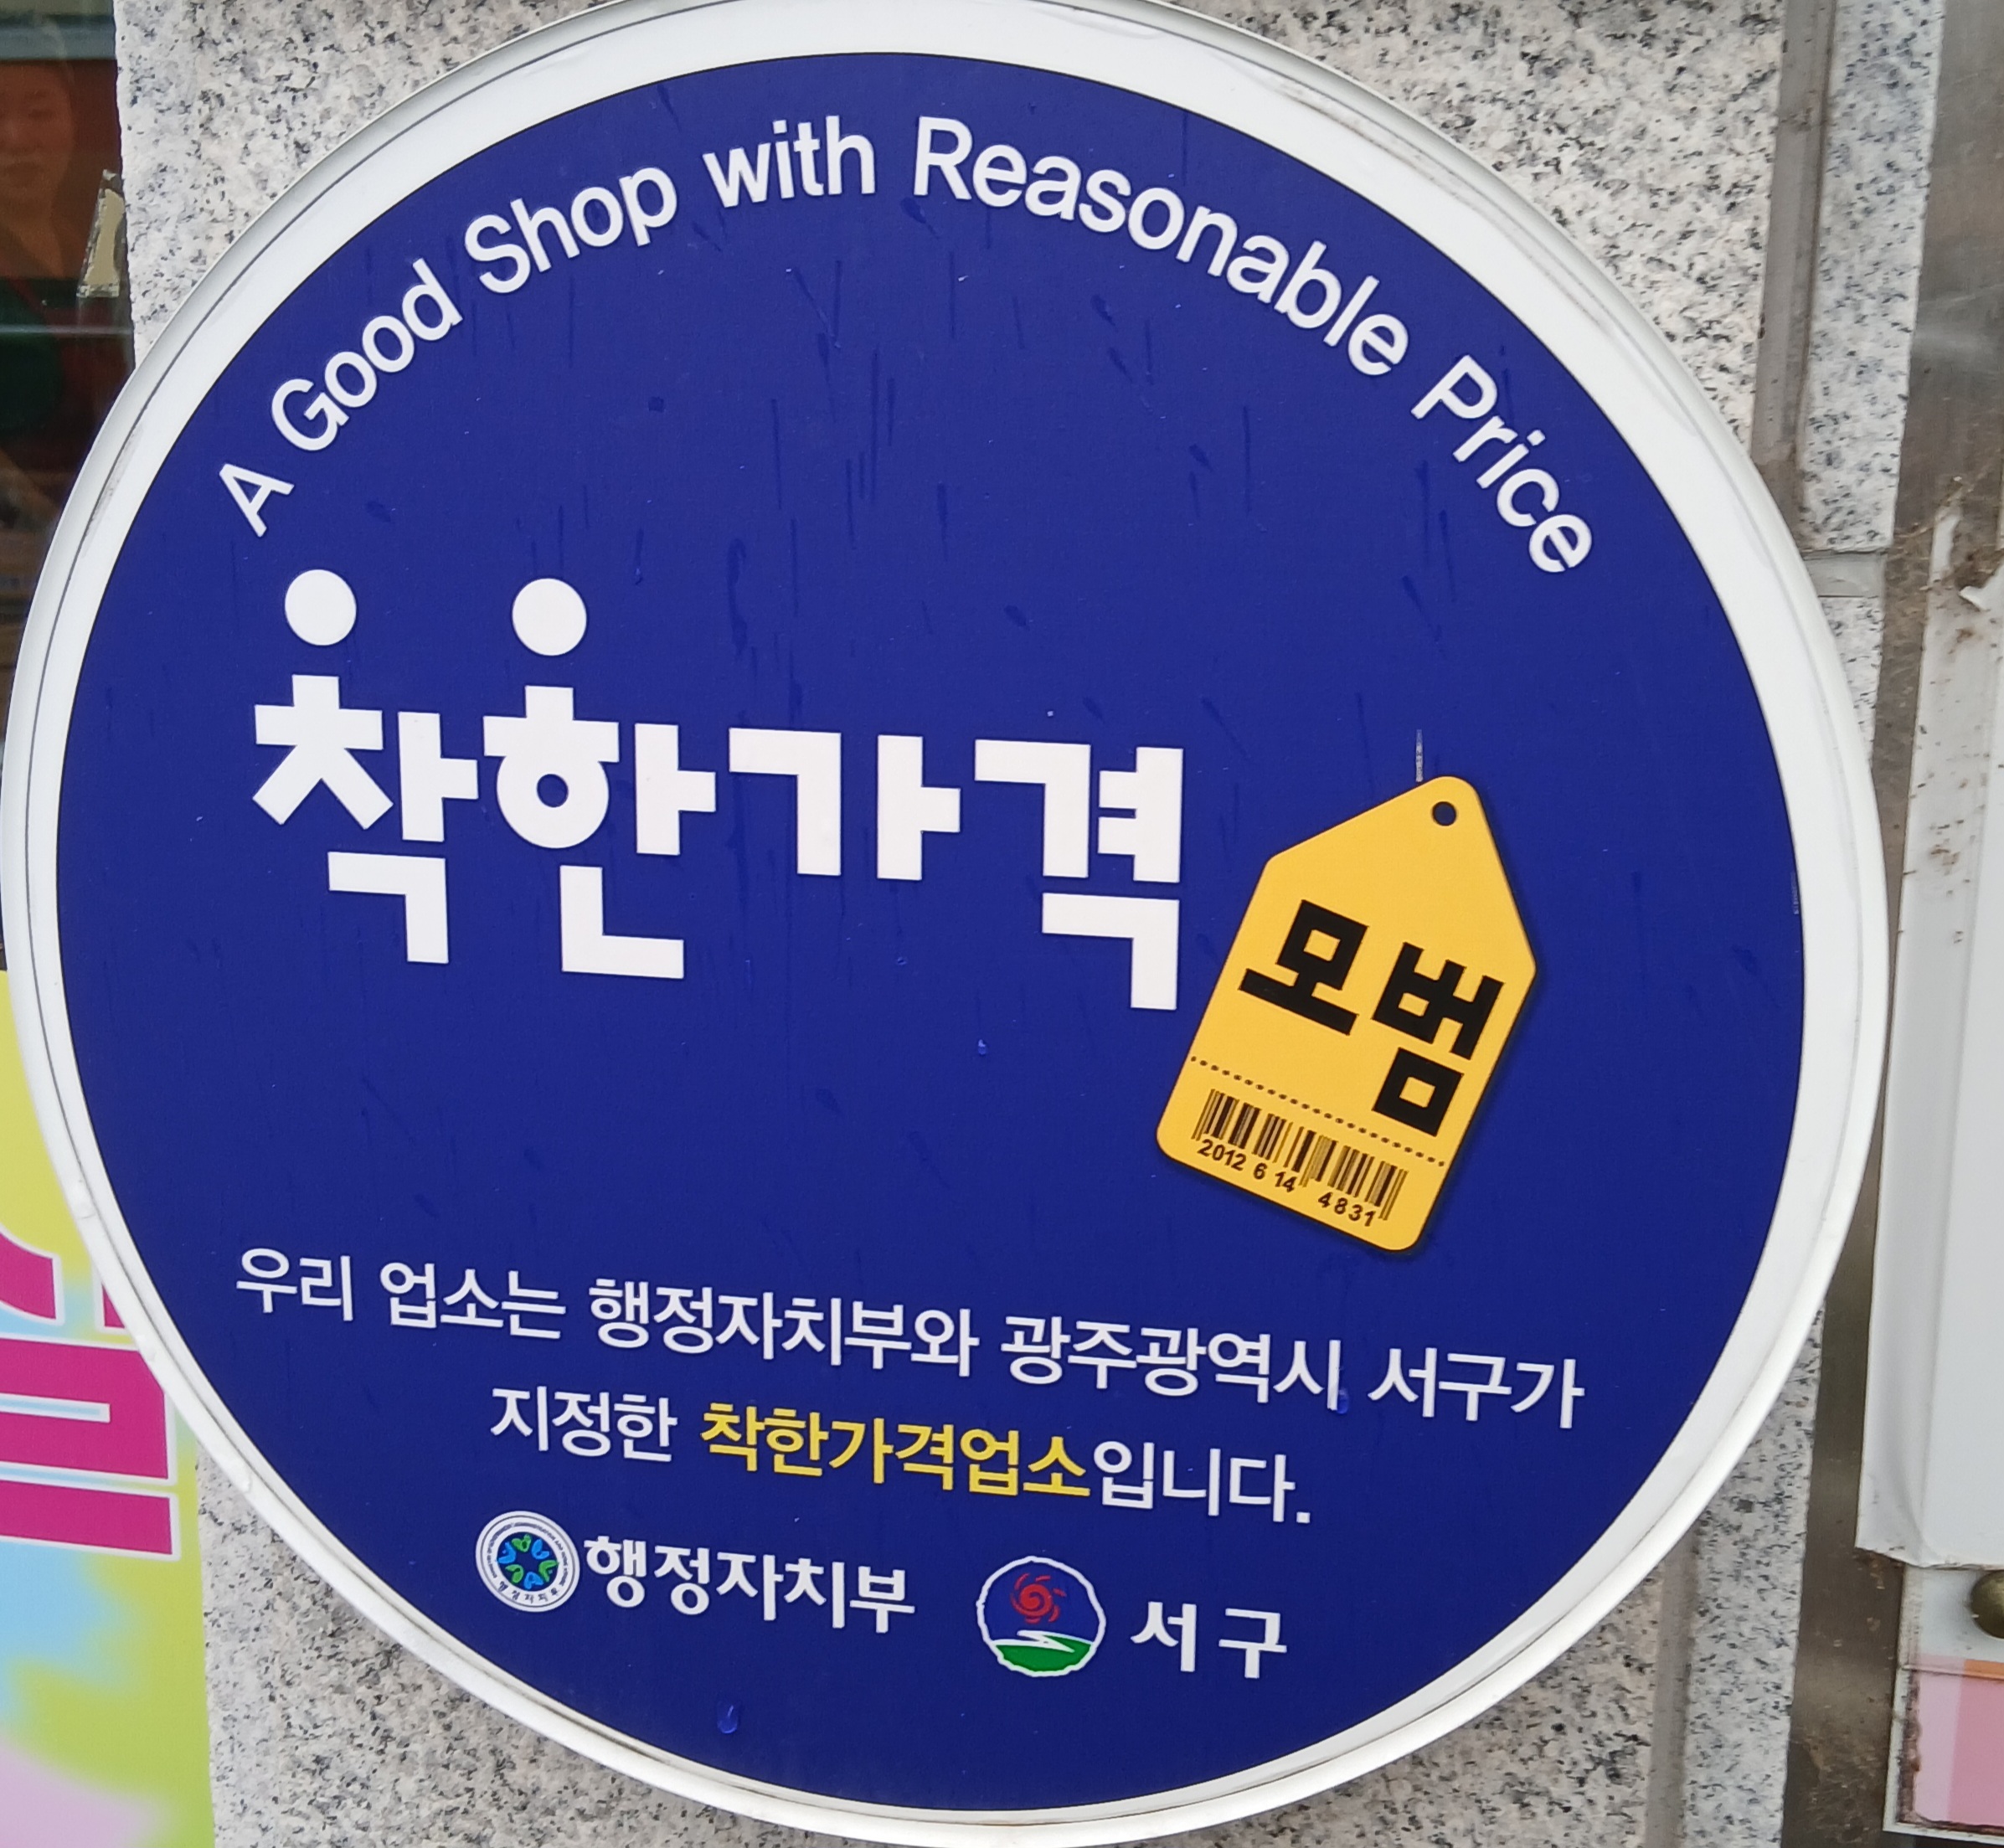 A Good Shop with Reasonable Price
착한가격
모범
2012 6 14 4831
우리 업소는 행정자치부와 광주광역시 서구가
지정한 착한가격업소입니다.
행정자치부 서구